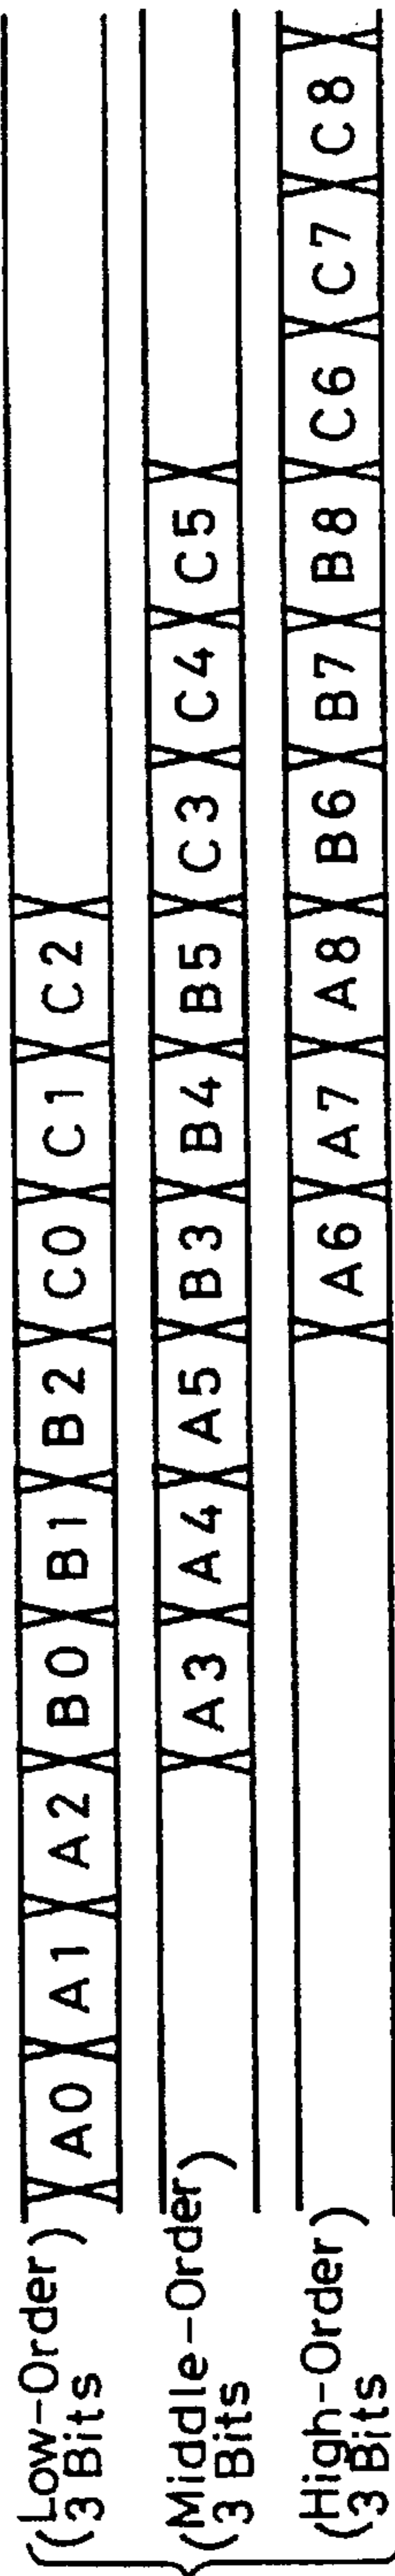 (Low-Order)
3 Bits
A0 A1 A2 B0 B1 B2 C0 C1 C2
(Middle-Order)
3 Bits
A3 A4 A5 B3 B4 B5 C3 C4 C5
(High-Order)
3 Bits
A6 A7 A8 B6 B7 B8 C6 C7 C8